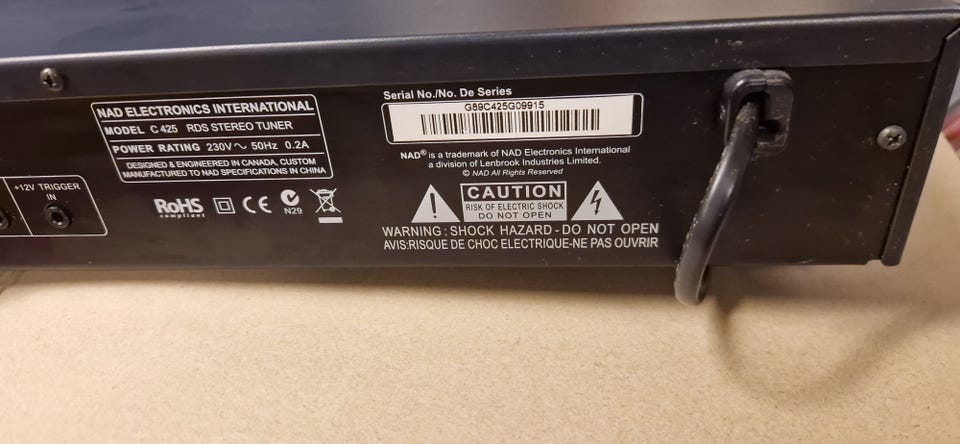 NAD ELECTRONICS INTERNATIONAL
MODEL C 425 RDS STEREO TUNER
POWER RATING 230V ~ 50Hz 0.2A
DESIGNED & ENGINEERED IN CANADA, CUSTOM
MANUFACTURED TO NAD SPECIFICATIONS IN CHINA
+12V TRIGGER
IN
RoHS
compliant
CE
N29
Serial No./No. De Series
G89C425G09915
NAD® is a trademark of NAD Electronics International
a division of Lenbrook Industries Limited.
© NAD All Rights Reserved
CAUTION
RISK OF ELECTRIC SHOCK
DO NOT OPEN
WARNING : SHOCK HAZARD - DO NOT OPEN
AVIS:RISQUE DE CHOC ELECTRIQUE-NE PAS OUVRIR